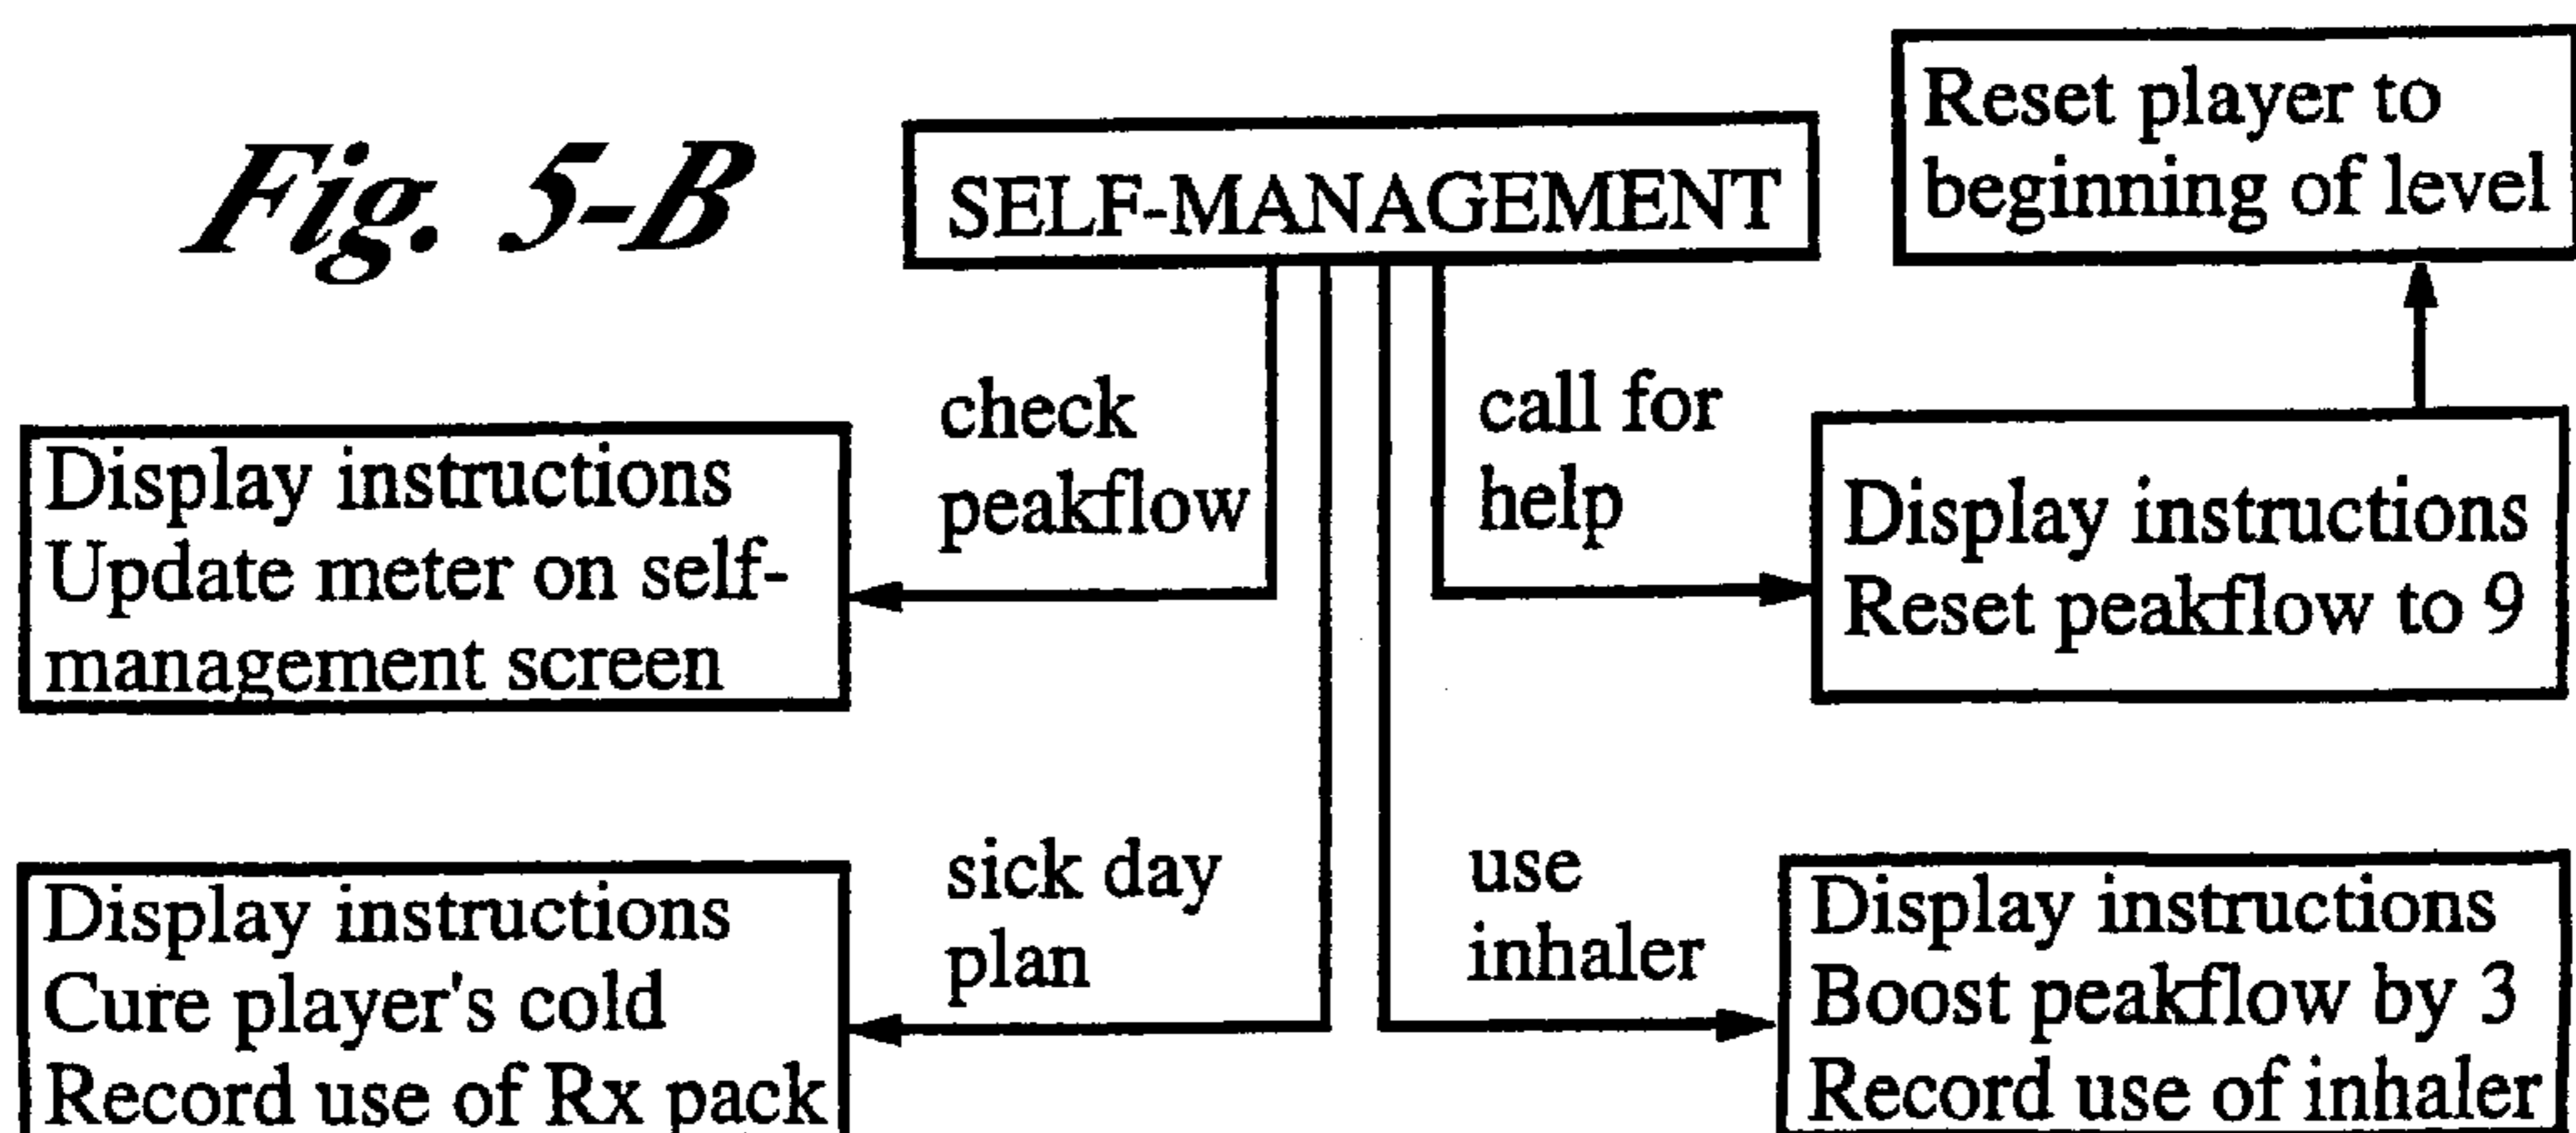 Fig. 5-B
SELF-MANAGEMENT
Reset player to
beginning of level
check
peakflow
call for
help
Display instructions
Update meter on self-
management screen
Display instructions
Reset peakflow to 9
sick day
plan
use
inhaler
Display instructions
Cure player's cold
Record use of Rx pack
Display instructions
Boost peakflow by 3
Record use of inhaler